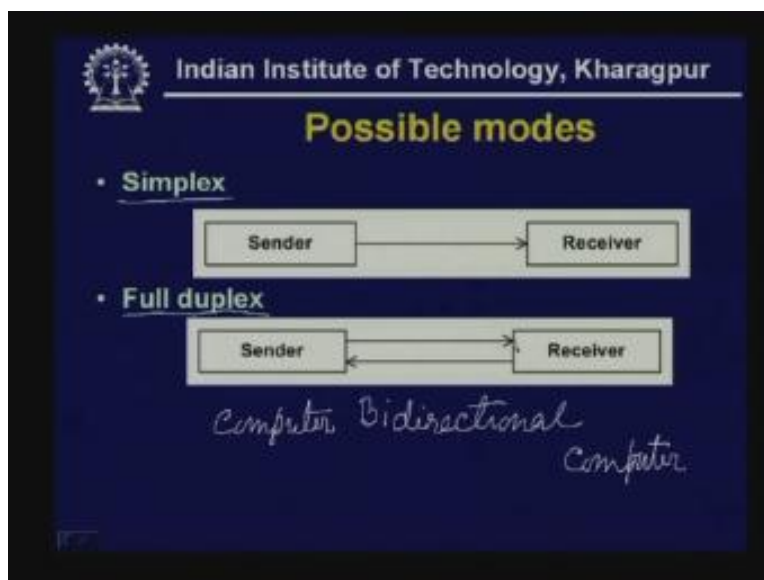 Indian Institute of Technology, Kharagpur
Possible modes
• Simplex
Sender Receiver
• Full duplex
Sender Receiver
Computer Bidirectional
Computer